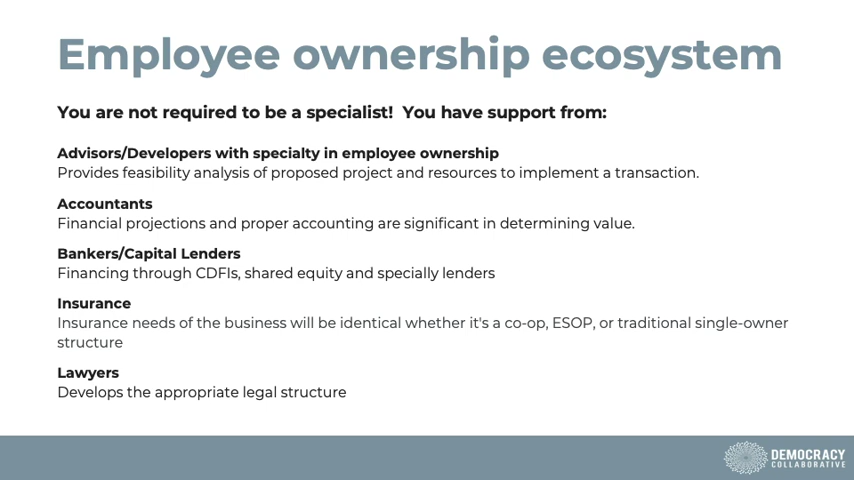 Employee ownership ecosystem
You are not required to be a specialist!  You have support from:
Advisors/Developers with specialty in employee ownership
Provides feasibility analysis of proposed project and resources to implement a transaction.
Accountants
Financial projections and proper accounting are significant in determining value.
Bankers/Capital Lenders
Financing through CDFIs, shared equity and specially lenders
Insurance
Insurance needs of the business will be identical whether it's a co-op, ESOP, or traditional single-owner
structure
Lawyers
Develops the appropriate legal structure
DEMOCRACY
COLLABORATIVE